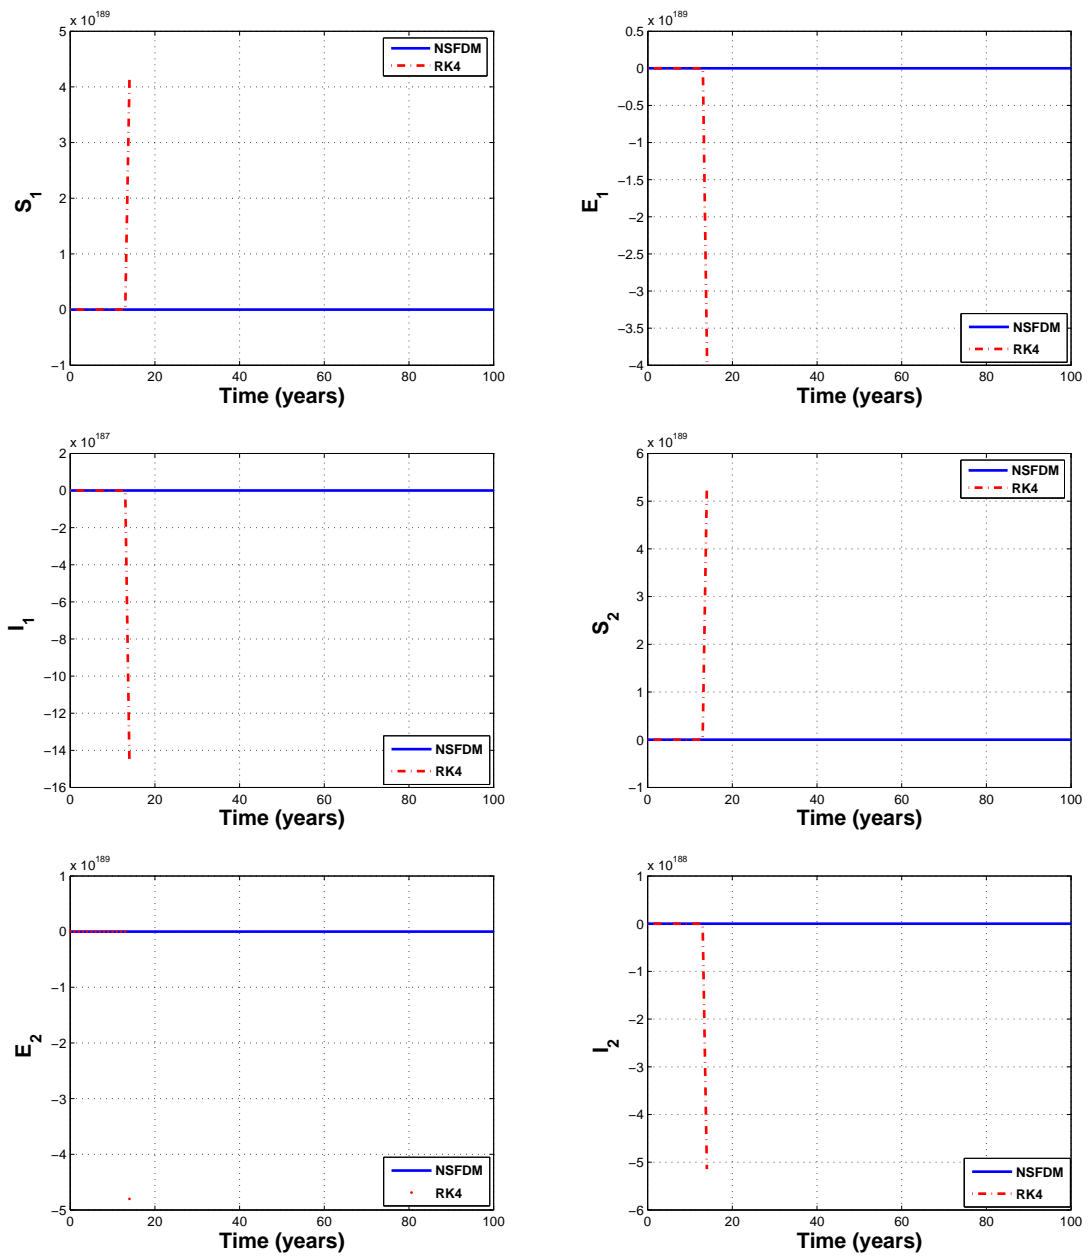 x 10^189
5
4
3
2
1
0
−1
0 20 40 60 80 100
S_1
Time (years)
NSFDM
RK4
x 10^189
0.5
0
−0.5
−1
−1.5
−2
−2.5
−3
−3.5
−4
0 20 40 60 80 100
E_1
Time (years)
NSFDM
RK4
x 10^187
2
0
−2
−4
−6
−8
−10
−12
−14
−16
0 20 40 60 80 100
I_1
Time (years)
NSFDM
RK4
x 10^189
6
5
4
3
2
1
0
−1
0 20 40 60 80 100
S_2
Time (years)
NSFDM
RK4
x 10^189
1
0
−1
−2
−3
−4
−5
0 20 40 60 80 100
E_2
Time (years)
NSFDM
RK4
x 10^188
1
0
−1
−2
−3
−4
−5
−6
0 20 40 60 80 100
I_2
Time (years)
NSFDM
RK4